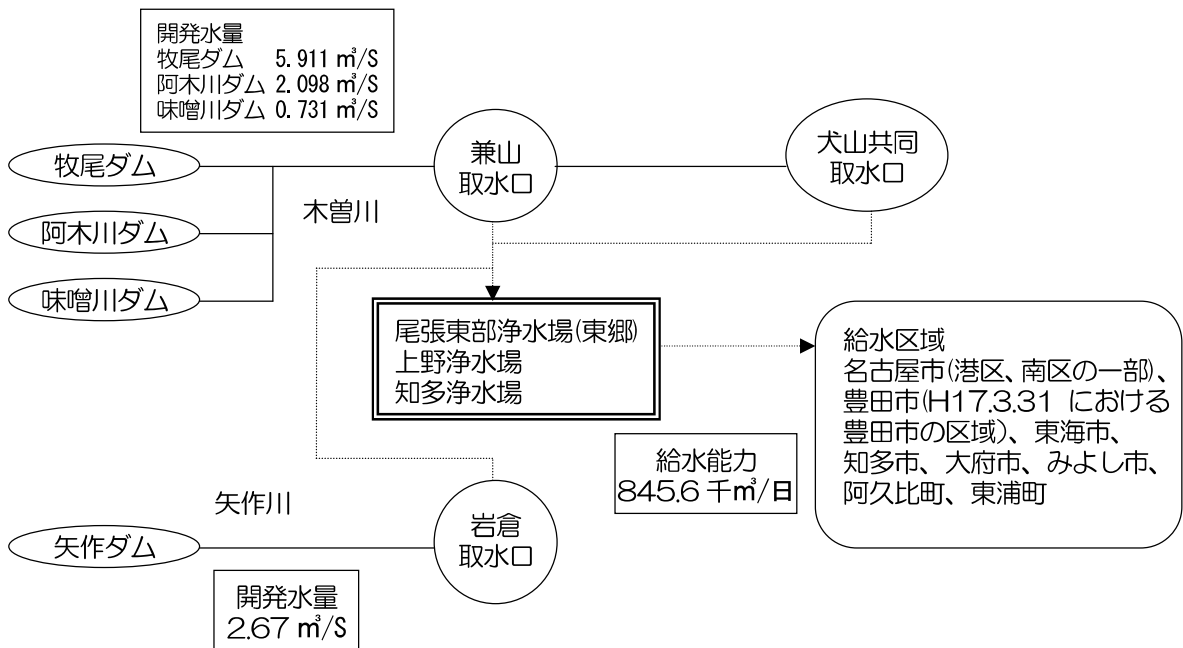 開発水量
牧尾ダム 5.911 ㎥/S
阿木川ダム 2.098 ㎥/S
味噌川ダム 0.731 ㎥/S
牧尾ダム
阿木川ダム
味噌川ダム
木曽川
兼山
取水口
犬山共同
取水口
尾張東部浄水場(東郷)
上野浄水場
知多浄水場
給水区域
名古屋市(港区、南区の一部)、
豊田市(H17.3.31 における
豊田市の区域)、東海市、
知多市、大府市、みよし市、
阿久比町、東浦町
給水能力
845.6 千㎥/日
矢作川
矢作ダム
岩倉
取水口
開発水量
2.67 ㎥/S